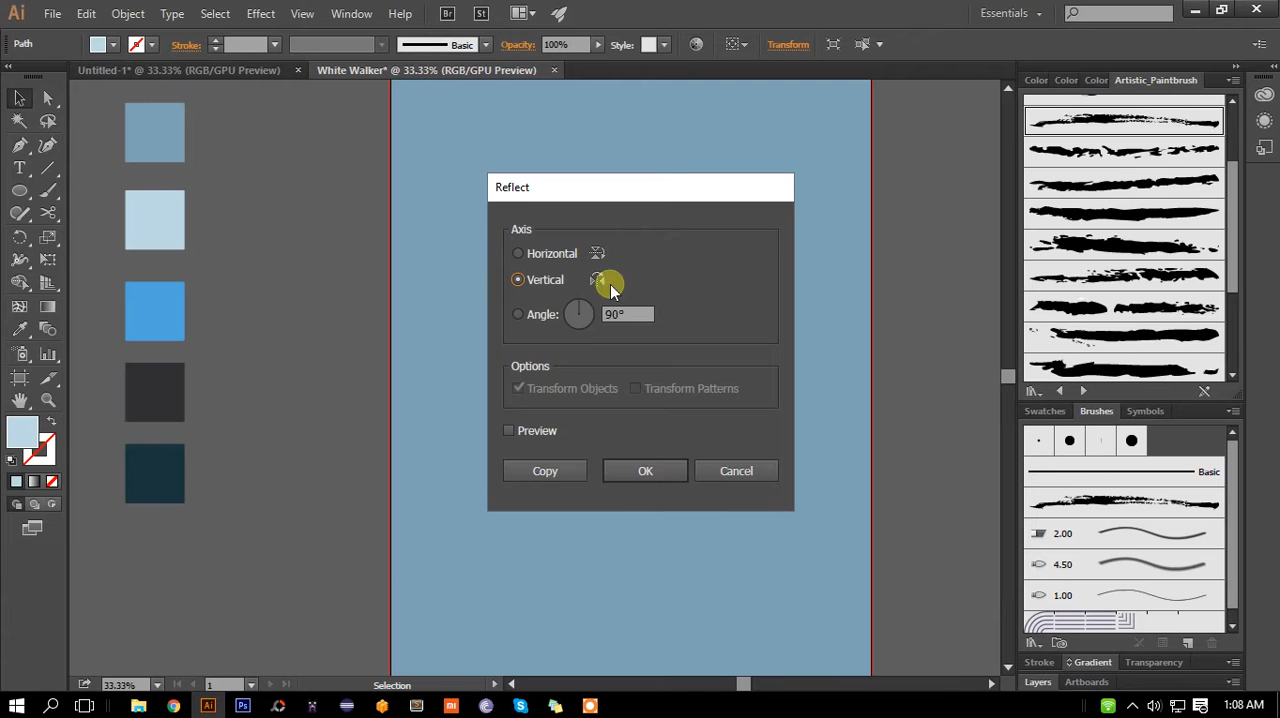 Ai File Edit Object Type Select Effect View Window Help Br St Essentials
Path Stroke: Basic Opacity: 100% Style: Transform
Untitled-1* @ 33.33% (RGB/GPU Preview) × White Walker* @ 33.33% (RGB/GPU Preview) ×
Color Color Color Artistic_Paintbrush
Reflect
Axis
Horizontal
Vertical
Angle: 90°
Options
Transform Objects Transform Patterns
Preview
Copy OK Cancel
Swatches Brushes Symbols
Basic
2.00
4.50
1.00
Stroke Gradient Transparency
Layers Artboards
33.33% 1 Selection
Ai Ps Mi 1:08 AM